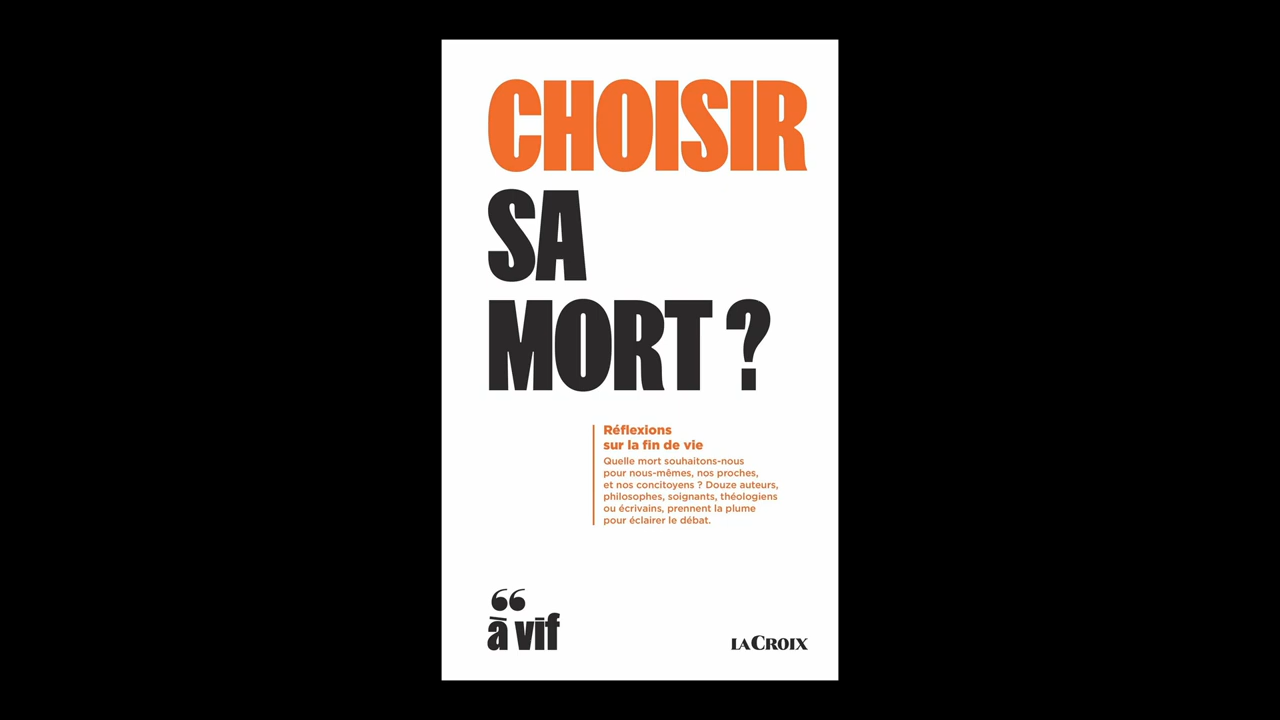 CHOISIR
SA
MORT ?
Réflexions
sur la fin de vie
Quelle mort souhaitons-nous
pour nous-mêmes, nos proches,
et nos concitoyens ? Douze auteurs,
philosophes, soignants, théologiens
ou écrivains, prennent la plume
pour éclairer le débat.
“
à vif
LA CROIX